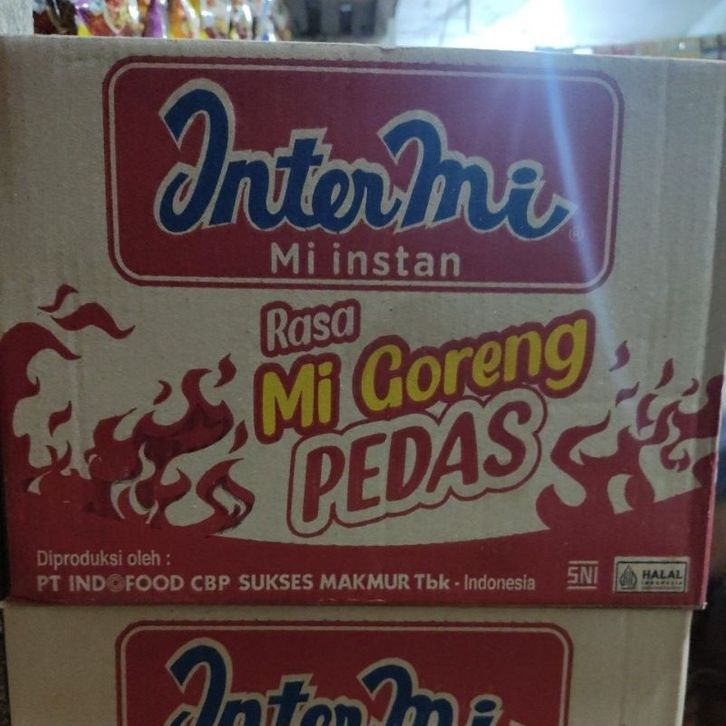 InterMi ®
Mi instan
Rasa
Mi Goreng
PEDAS
Diproduksi oleh :
PT INDOFOOD CBP SUKSES MAKMUR Tbk - Indonesia
SNI
HALAL
INDONESIA
InterMi